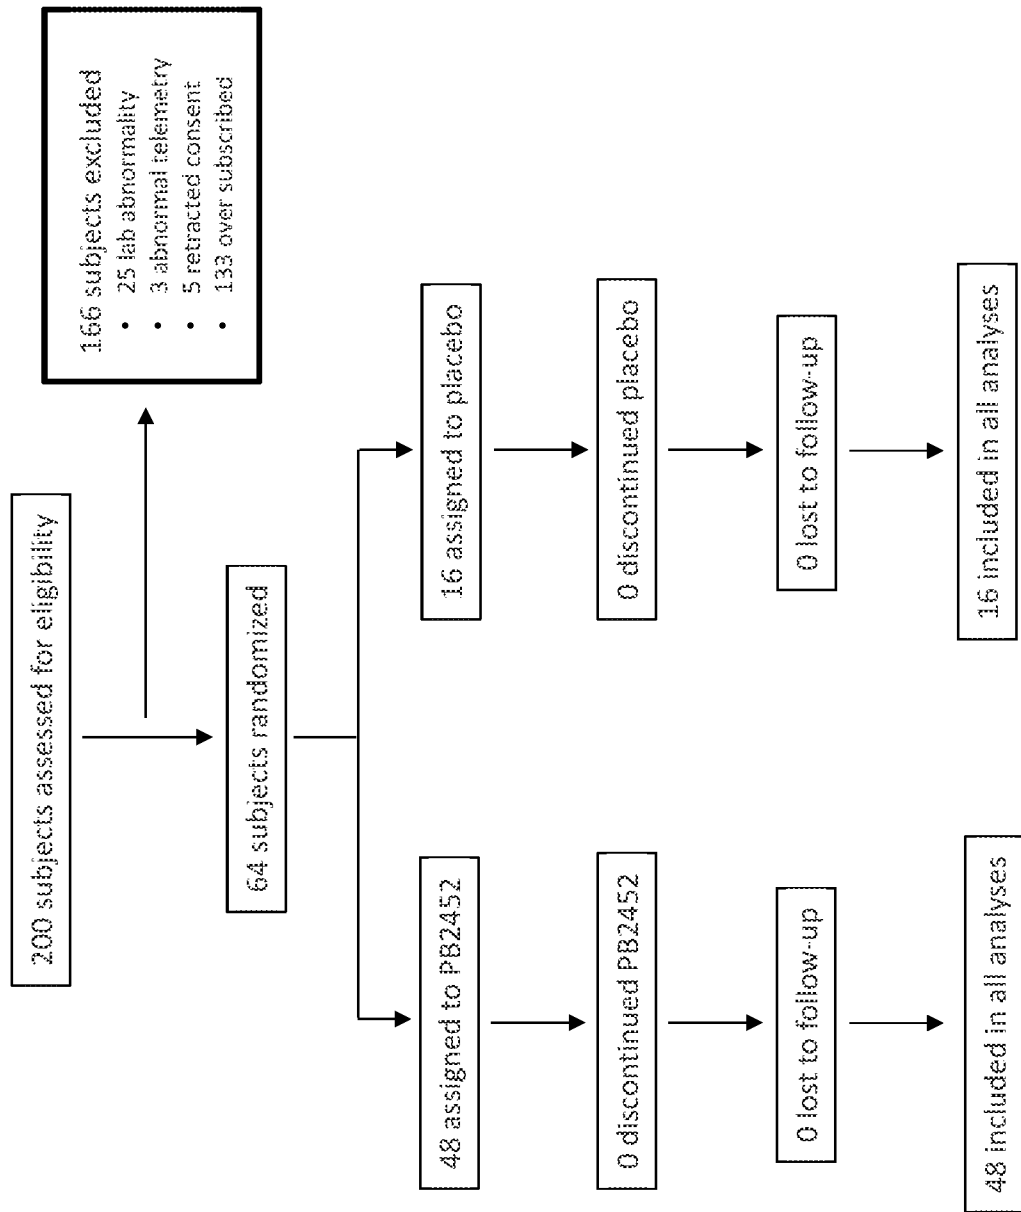 200 subjects assessed for eligibility
166 subjects excluded
• 25 lab abnormality
• 3 abnormal telemetry
• 5 retracted consent
• 133 over subscribed
64 subjects randomized
48 assigned to PB2452
0 discontinued PB2452
0 lost to follow-up
48 included in all analyses
16 assigned to placebo
0 discontinued placebo
0 lost to follow-up
16 included in all analyses